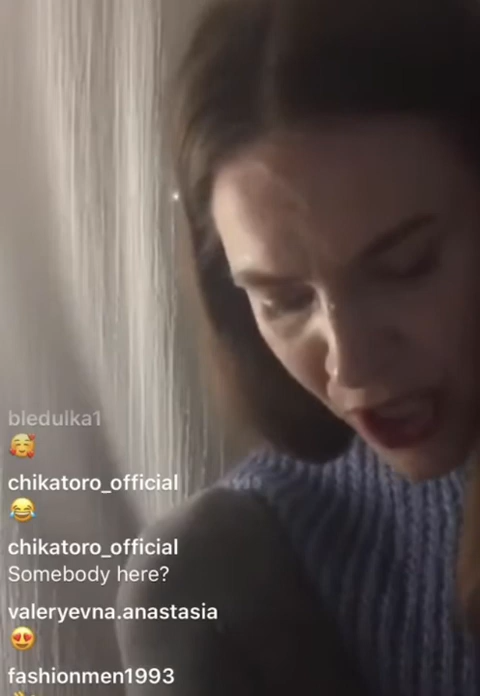 bledulka1
🥰
chikatoro_official
😂
chikatoro_official
Somebody here?
valeryevna.anastasia
😍
fashionmen1993